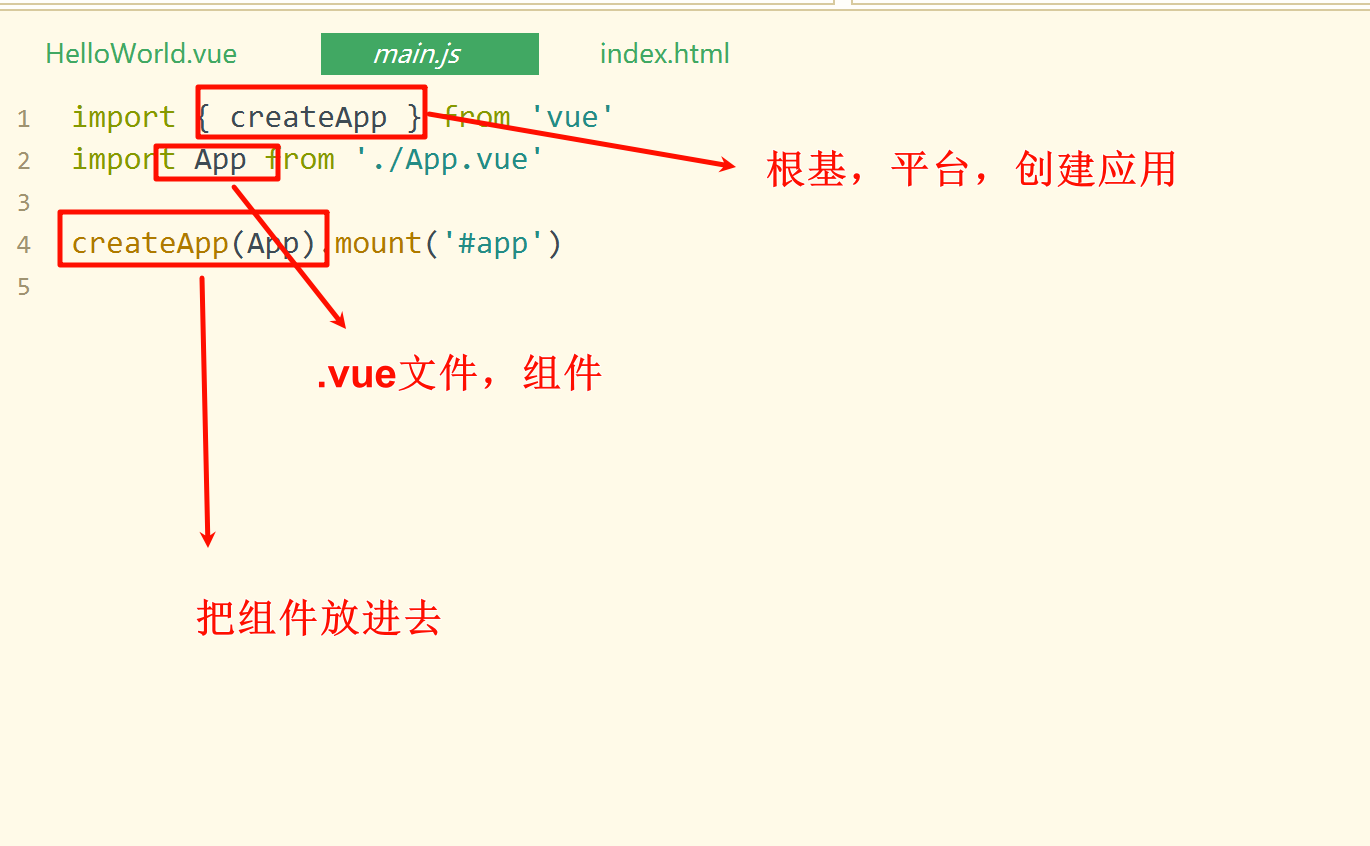 HelloWorld.vue main.js index.html
1 import { createApp } from 'vue'
2 import App from './App.vue'
根基，平台，创建应用
3
4 createApp(App).mount('#app')
5
.vue文件，组件
把组件放进去